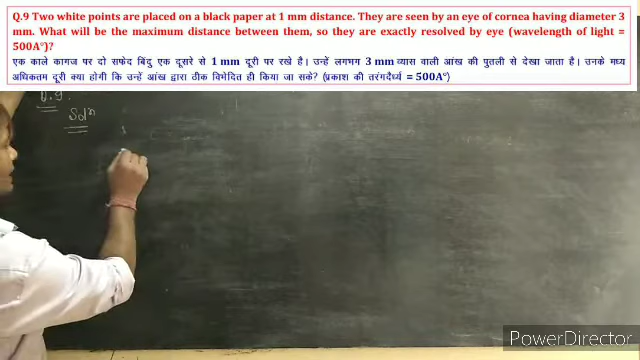 Q.9 Two white points are placed on a black paper at 1 mm distance. They are seen by an eye of cornea having diameter 3
mm. What will be the maximum distance between them, so they are exactly resolved by eye (wavelength of light =
500A°)?
एक काले कागज पर दो सफेद बिंदु एक दूसरे से 1 mm दूरी पर रखे है। उन्हें लगभग 3 mm व्यास वाली आंख की पुतली से देखा जाता है। उनके मध्य
अधिकतम दूरी क्या होगी कि उन्हें आंख द्वारा ठीक विभेदित ही किया जा सके? (प्रकाश की तरंगदैर्ध्य = 500A°)
Q.9.
Solⁿ
PowerDirector